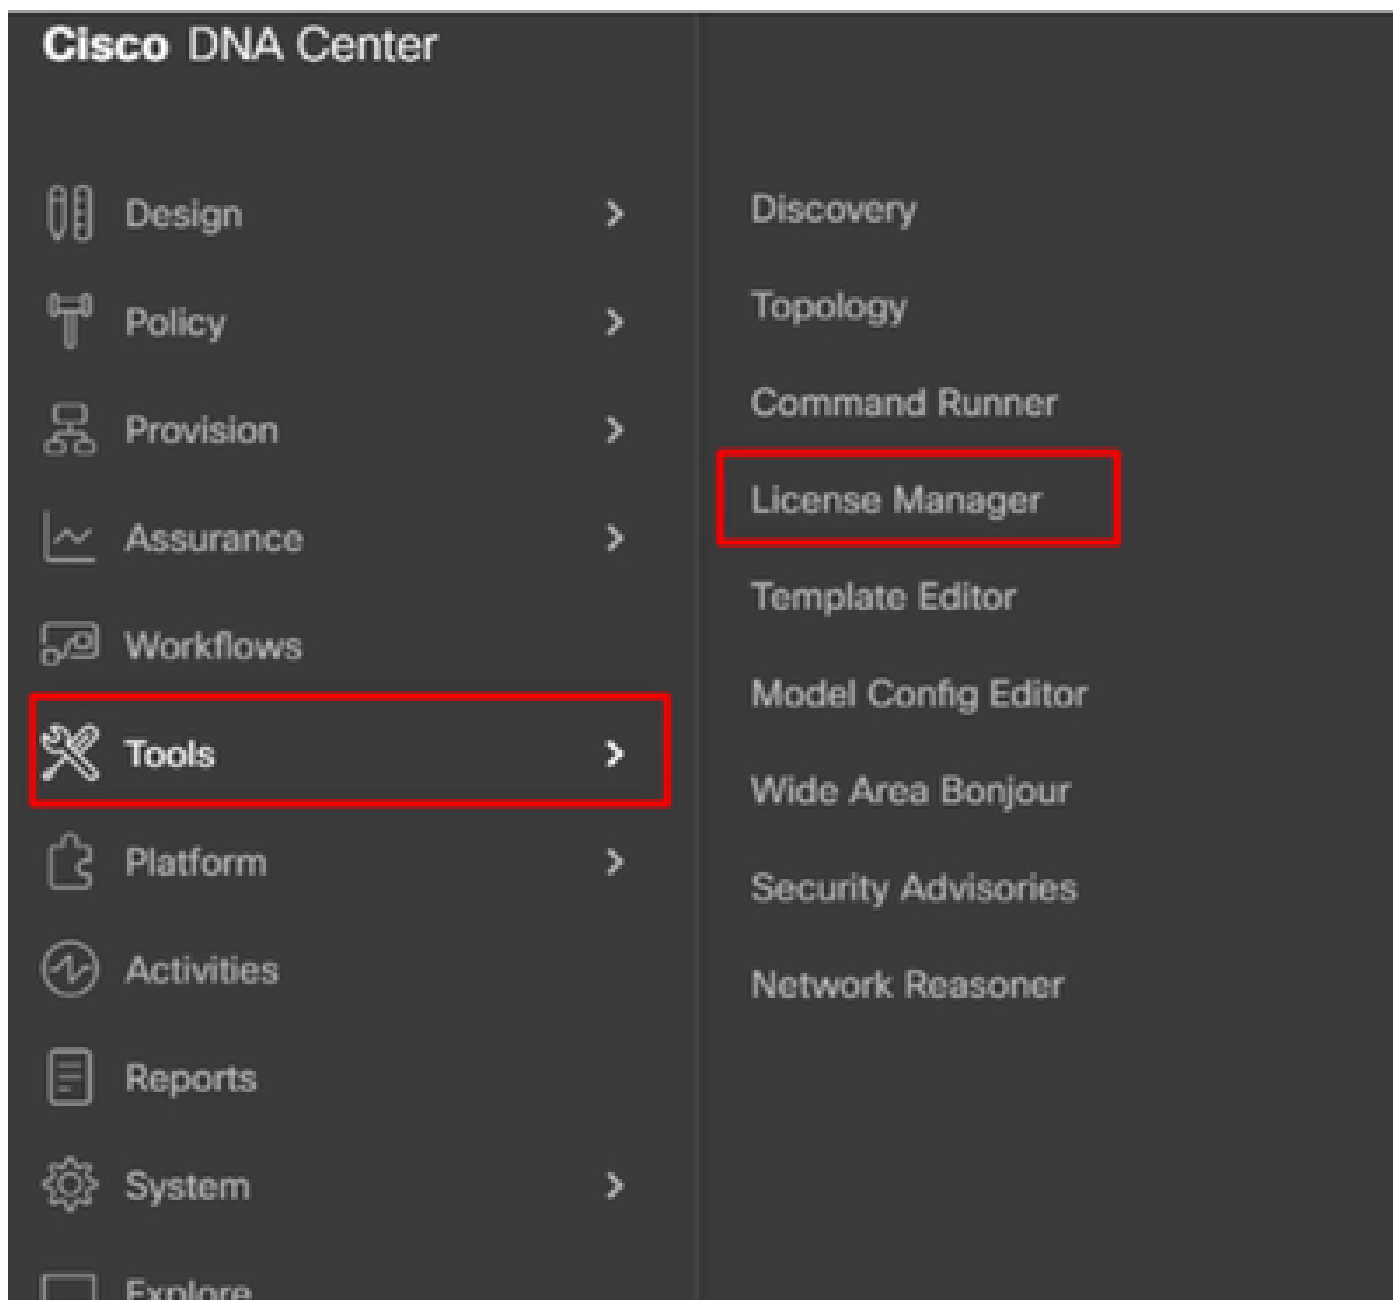 Cisco DNA Center
Design
Policy
Provision
Assurance
Workflows
Tools
Platform
Activities
Reports
System
Explore
Discovery
Topology
Command Runner
License Manager
Template Editor
Model Config Editor
Wide Area Bonjour
Security Advisories
Network Reasoner